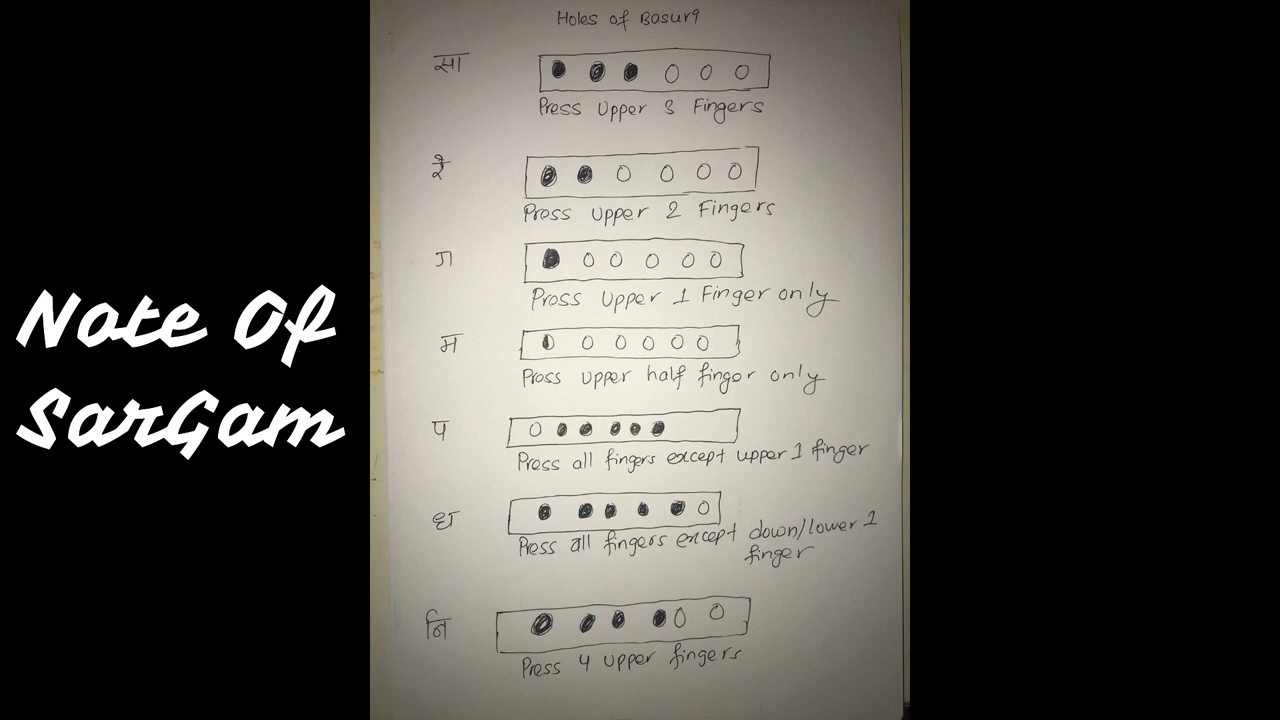 Note Of
SarGam
Holes of Basurq
सा
Press Upper 3 Fingers
रे
Press Upper 2 Fingers
ग
Press Upper 1 Finger only
म
Press upper half finger only
प
Press all fingers except upper 1 finger
ध
Press all fingers except down/lower 1
finger
नि
Press 4 upper fingers